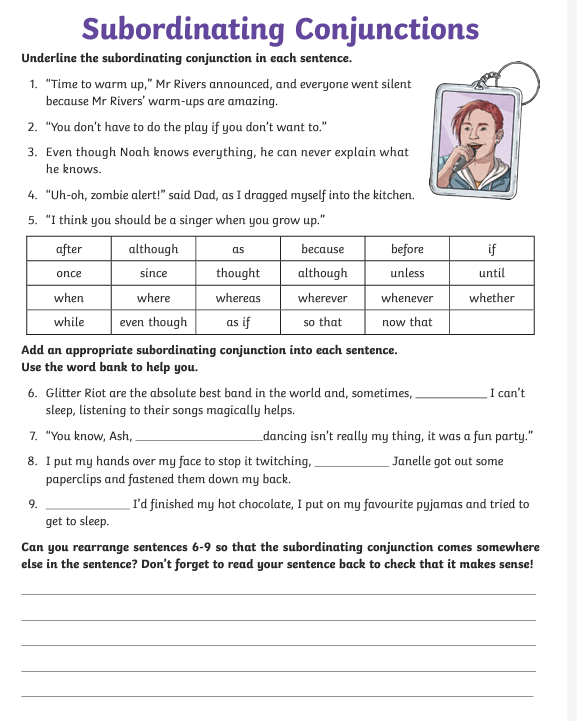 Subordinating Conjunctions
Underline the subordinating conjunction in each sentence.
1. “Time to warm up,” Mr Rivers announced, and everyone went silent
because Mr Rivers’ warm-ups are amazing.
2. “You don’t have to do the play if you don’t want to.”
3. Even though Noah knows everything, he can never explain what
he knows.
4. “Uh-oh, zombie alert!” said Dad, as I dragged myself into the kitchen.
5. “I think you should be a singer when you grow up.”
after although as because before if
once since thought although unless until
when where whereas wherever whenever whether
while even though as if so that now that
Add an appropriate subordinating conjunction into each sentence.
Use the word bank to help you.
6. Glitter Riot are the absolute best band in the world and, sometimes, ___________ I can’t
sleep, listening to their songs magically helps.
7. “You know, Ash, ____________________dancing isn’t really my thing, it was a fun party.”
8. I put my hands over my face to stop it twitching, ___________ Janelle got out some
paperclips and fastened them down my back.
9. _____________ I’d finished my hot chocolate, I put on my favourite pyjamas and tried to
get to sleep.
Can you rearrange sentences 6-9 so that the subordinating conjunction comes somewhere
else in the sentence? Don’t forget to read your sentence back to check that it makes sense!